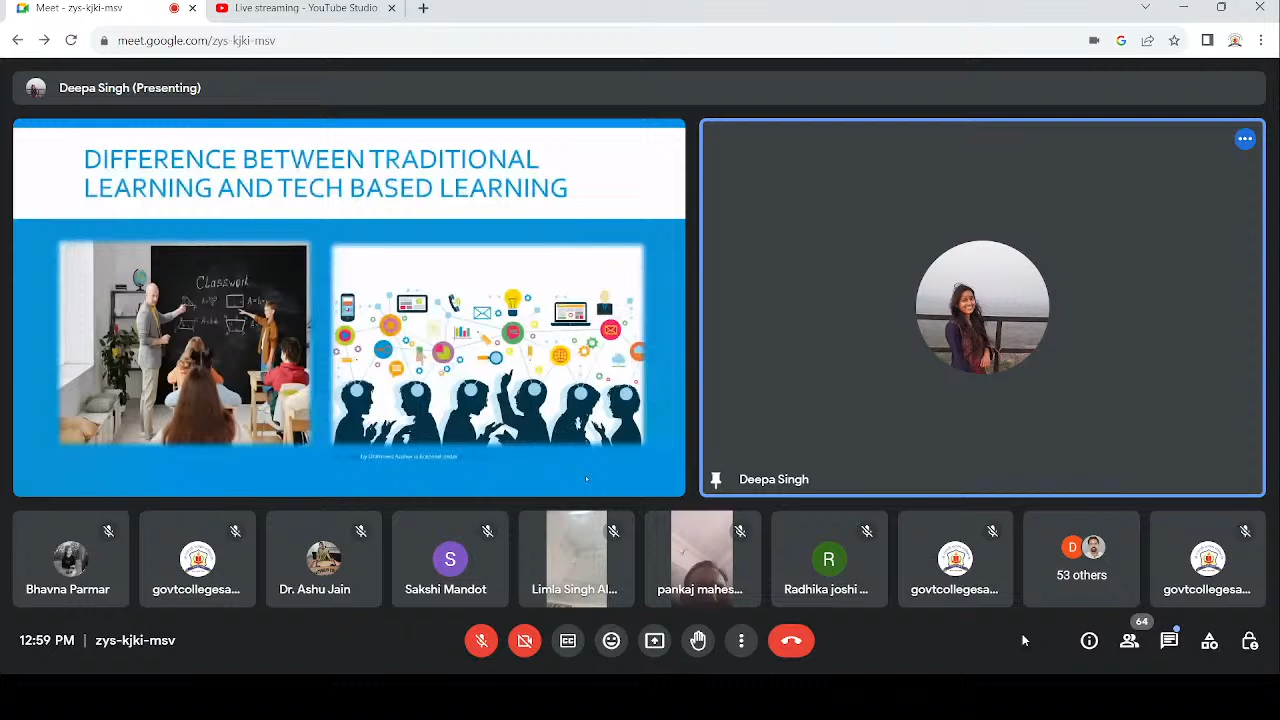 Meet - zys-kjki-msv
Live streaming - YouTube Studio
meet.google.com/zys-kjki-msv
Deepa Singh (Presenting)
DIFFERENCE BETWEEN TRADITIONAL
LEARNING AND TECH BASED LEARNING
Classwork
Deepa Singh
Bhavna Parmar
govtcollegesa...
Dr. Ashu Jain
S
Sakshi Mandot
Limla Singh Al...
pankaj mahes...
R
Radhika joshi ...
govtcollegesa...
D
53 others
govtcollegesa...
12:59 PM | zys-kjki-msv
64